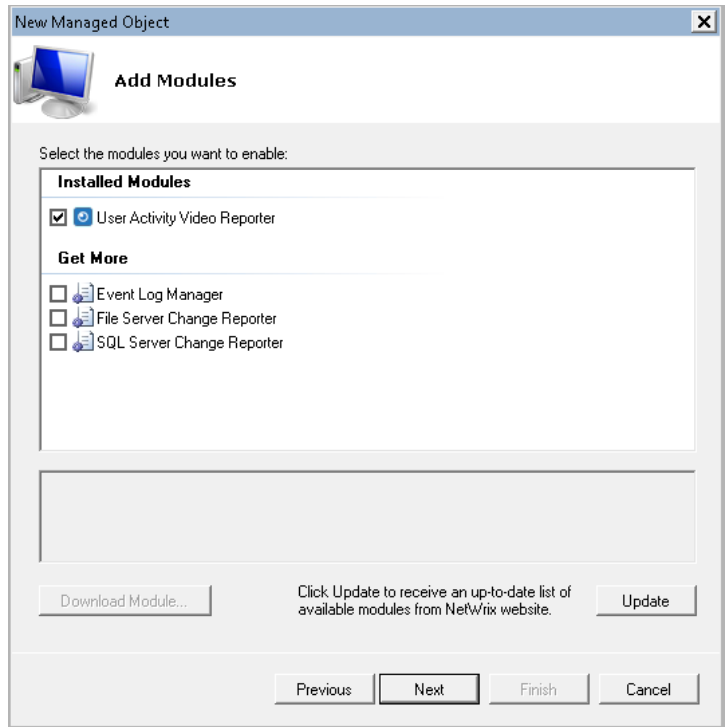 New Managed Object
Add Modules
Select the modules you want to enable:
Installed Modules
User Activity Video Reporter
Get More
Event Log Manager
File Server Change Reporter
SQL Server Change Reporter
Download Module...
Click Update to receive an up-to-date list of
available modules from NetWrix website.
Update
Previous
Next
Finish
Cancel